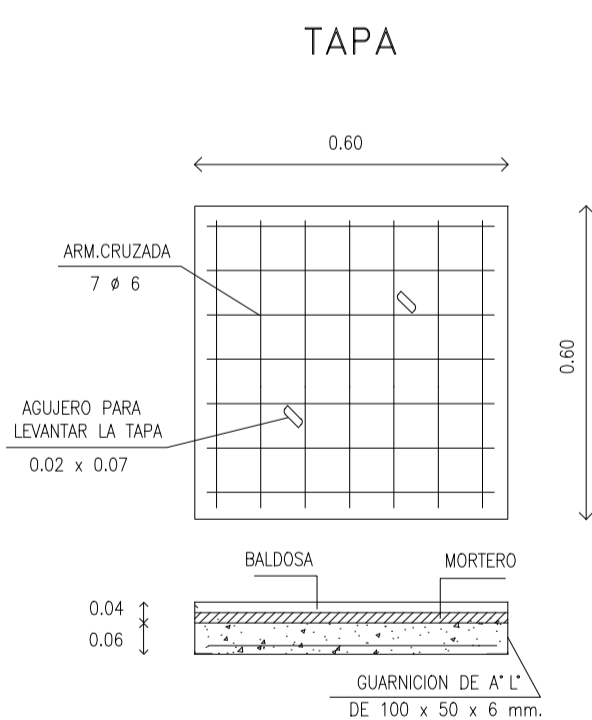 TAPA
0.60
ARM.CRUZADA
7 ø 6
0.60
AGUJERO PARA
LEVANTAR LA TAPA
0.02 x 0.07
BALDOSA
MORTERO
0.04
0.06
GUARNICION DE A° L°
DE 100 x 50 x 6 mm.